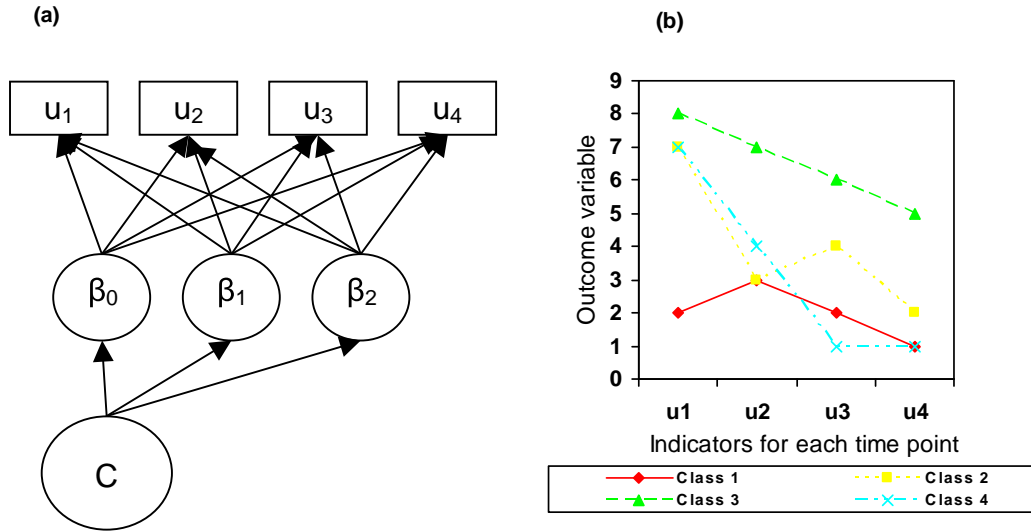 (a)
(b)
u₁ u₂ u₃ u₄
β₀ β₁ β₂
C
Outcome variable
9
8
7
6
5
4
3
2
1
0
u1 u2 u3 u4
Indicators for each time point
Class 1 Class 2
Class 3 Class 4